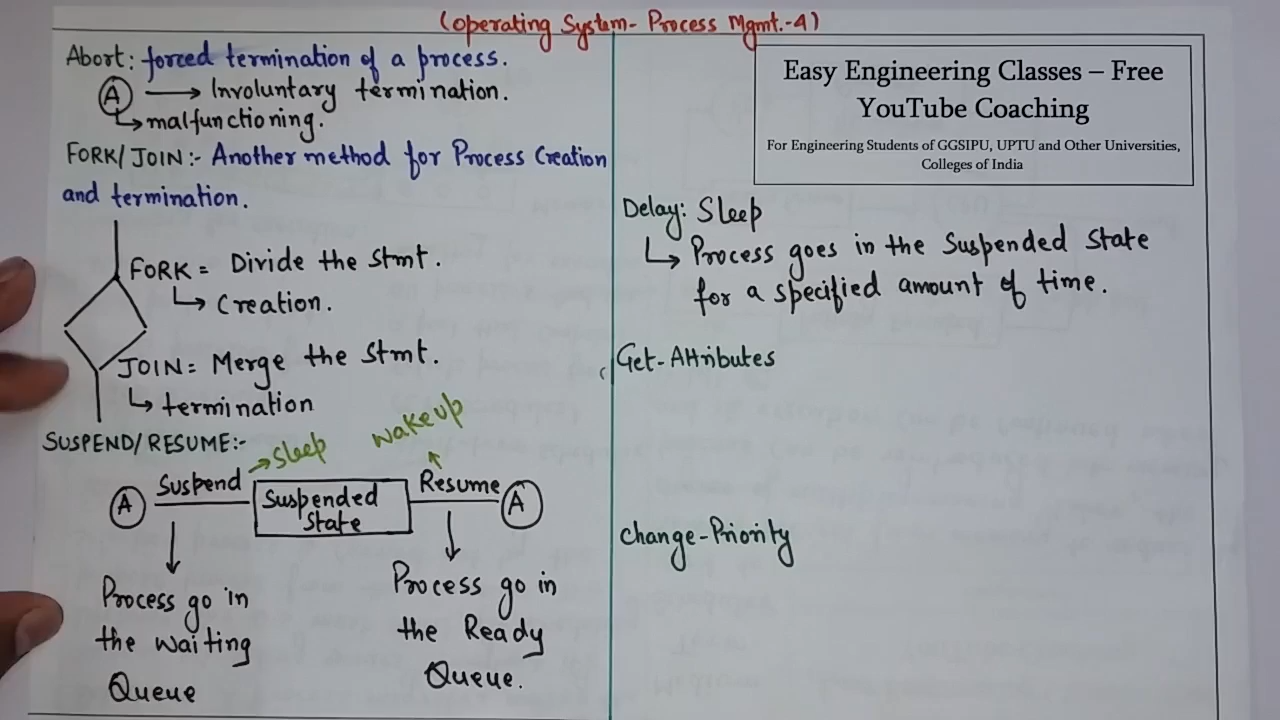 (operating System- Process Mgmt.-4)
Abort: forced termination of a process.
A → Involuntary termination.
↳ malfunctioning.
FORK/JOIN:- Another method for Process Creation
and termination.
FORK = Divide the Stmt.
↳ Creation.
JOIN = Merge the Stmt.
↳ termination
SUSPEND/RESUME:-
→ Sleep
wakeup
A Suspend Suspended State Resume A
Process go in
the Waiting
Queue
Process go in
the Ready
Queue.
Easy Engineering Classes – Free
YouTube Coaching
For Engineering Students of GGSIPU, UPTU and Other Universities,
Colleges of India
Delay: Sleep
↳ Process goes in the Suspended State
for a specified amount of time.
Get-Attributes
Change-Priority